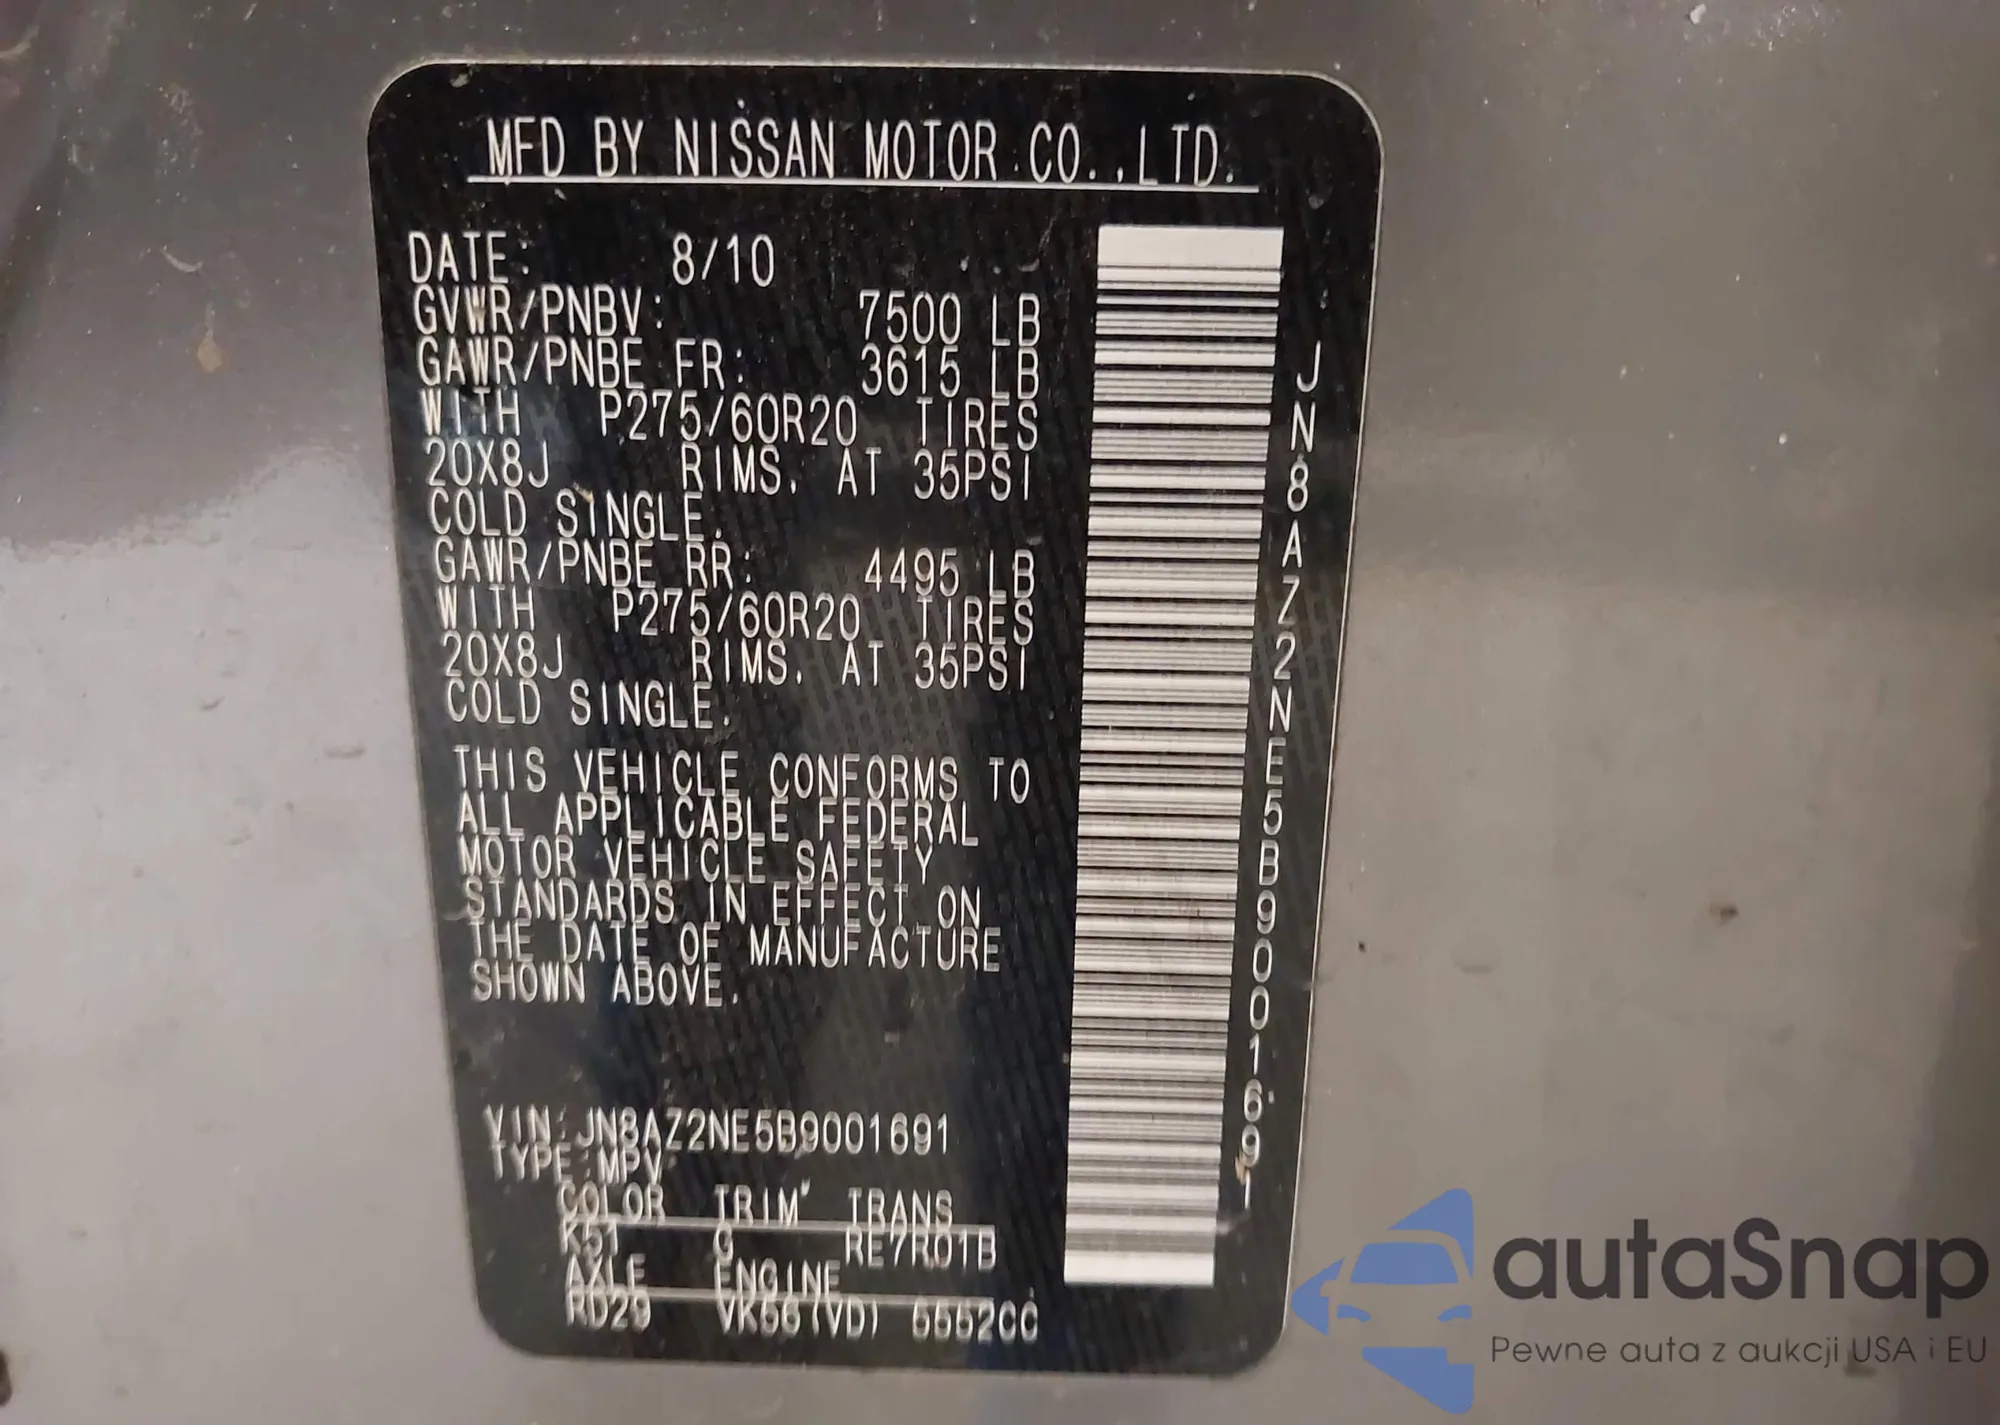 MFD BY NISSAN MOTOR CO.,LTD.
DATE: 8/10
GVWR/PNBV: 7500 LB
GAWR/PNBE FR: 3615 LB
WITH P275/60R20 TIRES
20X8J RIMS. AT 35PSI
COLD SINGLE.
GAWR/PNBE RR: 4495 LB
WITH P275/60R20 TIRES
20X8J RIMS. AT 35PSI
COLD SINGLE.
THIS VEHICLE CONFORMS TO
ALL APPLICABLE FEDERAL
MOTOR VEHICLE SAFETY
STANDARDS IN EFFECT ON
THE DATE OF MANUFACTURE
SHOWN ABOVE.
VIN:JN8AZ2NE5B9001691
TYPE:MPV
COLOR TRIM TRANS
K51 G RE7R01B
AXLE ENGINE
RD29 VK56(VD) 5552CC
JN8AZ2NE5B9001691
autaSnap
Pewne auta z aukcji USA i EU